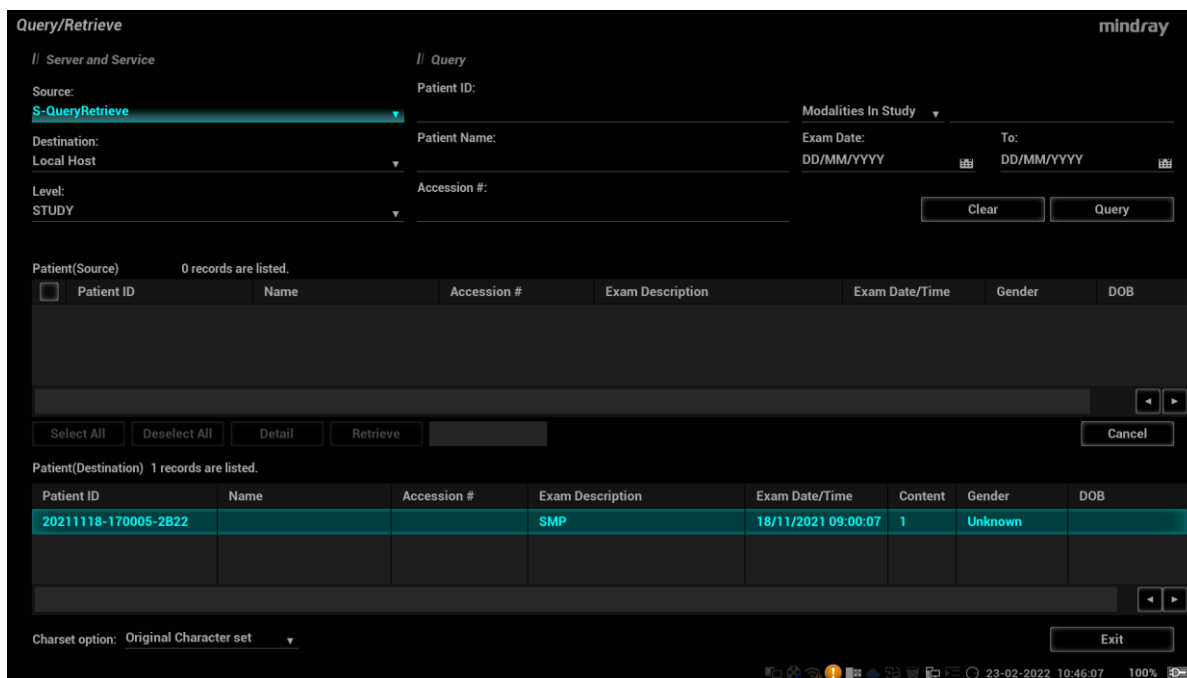 Query/Retrieve mindray
// Server and Service // Query
Source: Patient ID:
S-QueryRetrieve Modalities In Study
Destination: Patient Name: Exam Date: To:
Local Host DD/MM/YYYY DD/MM/YYYY
Level: Accession #:
STUDY Clear Query
Patient(Source) 0 records are listed.
Patient ID Name Accession # Exam Description Exam Date/Time Gender DOB
Select All Deselect All Detail Retrieve Cancel
Patient(Destination) 1 records are listed.
Patient ID Name Accession # Exam Description Exam Date/Time Content Gender DOB
20211118-170005-2B22 SMP 18/11/2021 09:00:07 1 Unknown
Charset option: Original Character set Exit
23-02-2022 10:46:07 100%